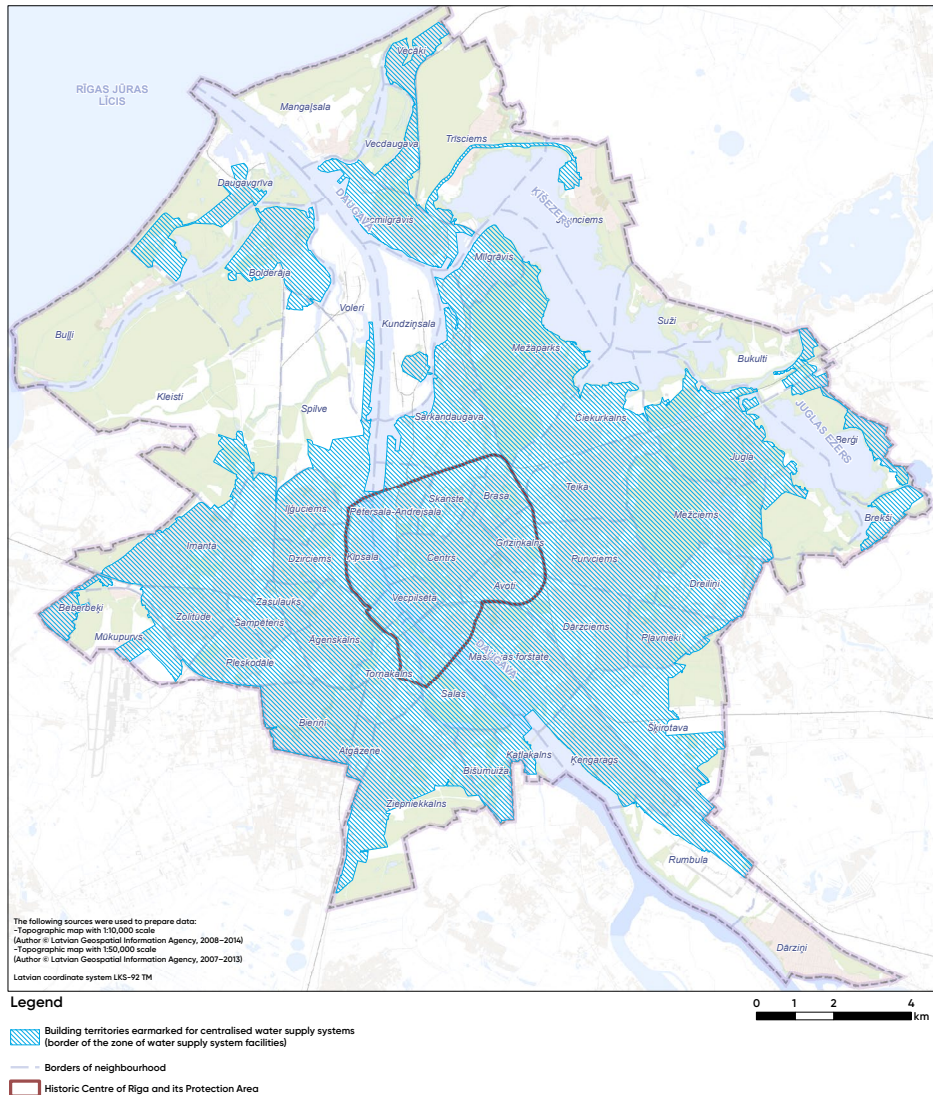 Vecāķi
RĪGAS JŪRAS
LĪCIS
Mangaļsala
Vecdaugava
Trīsciems
Daugavgrīva
DAUGAVA
ĶĪŠEZERS
Mīlgrāvis
Bolderāja
Voleri
Kundziņsala
Suži
Buļļi
Mežaparks
Bukulti
Kleisti
Spilve
Sarkandaugava
Čiekurkalns
JUGLAS EZERS
Berģi
Jugla
Teika
Skanste
Brasa
Iļģuciems
Pētersala-Andrejsala
Mežciems
Brekši
Imanta
Dzirciems
Ķīpsala
Centrs
Grīziņkalns
Purvciems
Avoti
Dreiliņi
Beberbeķi
Zolitūde
Zasulauks
Vecpilsēta
Mūkupurvs
Šampēteris
Dārzciems
Pļavnieki
Āgenskalns
Pleskodāle
DAUGAVA
Torņakalns
Salas
Bieriņi
Šķirotava
Atgāzene
Katlakalns
Ķengarags
Bišumuiža
Ziepniekkalns
Rumbula
Dārziņi
The following sources were used to prepare data:
-Topographic map with 1:10,000 scale
(Author © Latvian Geospatial Information Agency, 2008–2014)
-Topographic map with 1:50,000 scale
(Author © Latvian Geospatial Information Agency, 2007–2013)
Latvian coordinate system LKS-92 TM
Legend
0 1 2 4
km
Building territories earmarked for centralised water supply systems
(border of the zone of water supply system facilities)
Borders of neighbourhood
Historic Centre of Riga and its Protection Area